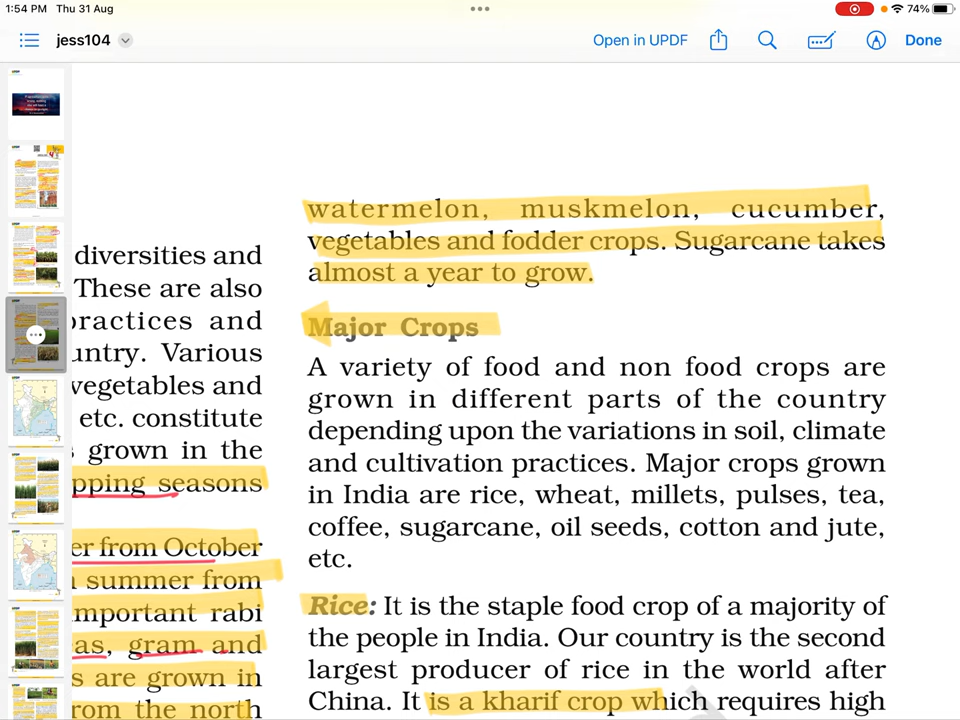 1:54 PM Thu 31 Aug
74%
jess104
Open in UPDF
Done
diversities and
These are also
practices and
untry. Various
vegetables and
etc. constitute
grown in the
pping seasons
er from October
summer from
important rabi
as, gram and
s are grown in
rom the north
watermelon, muskmelon, cucumber,
vegetables and fodder crops. Sugarcane takes
almost a year to grow.
Major Crops
A variety of food and non food crops are
grown in different parts of the country
depending upon the variations in soil, climate
and cultivation practices. Major crops grown
in India are rice, wheat, millets, pulses, tea,
coffee, sugarcane, oil seeds, cotton and jute,
etc.
Rice: It is the staple food crop of a majority of
the people in India. Our country is the second
largest producer of rice in the world after
China. It is a kharif crop which requires high